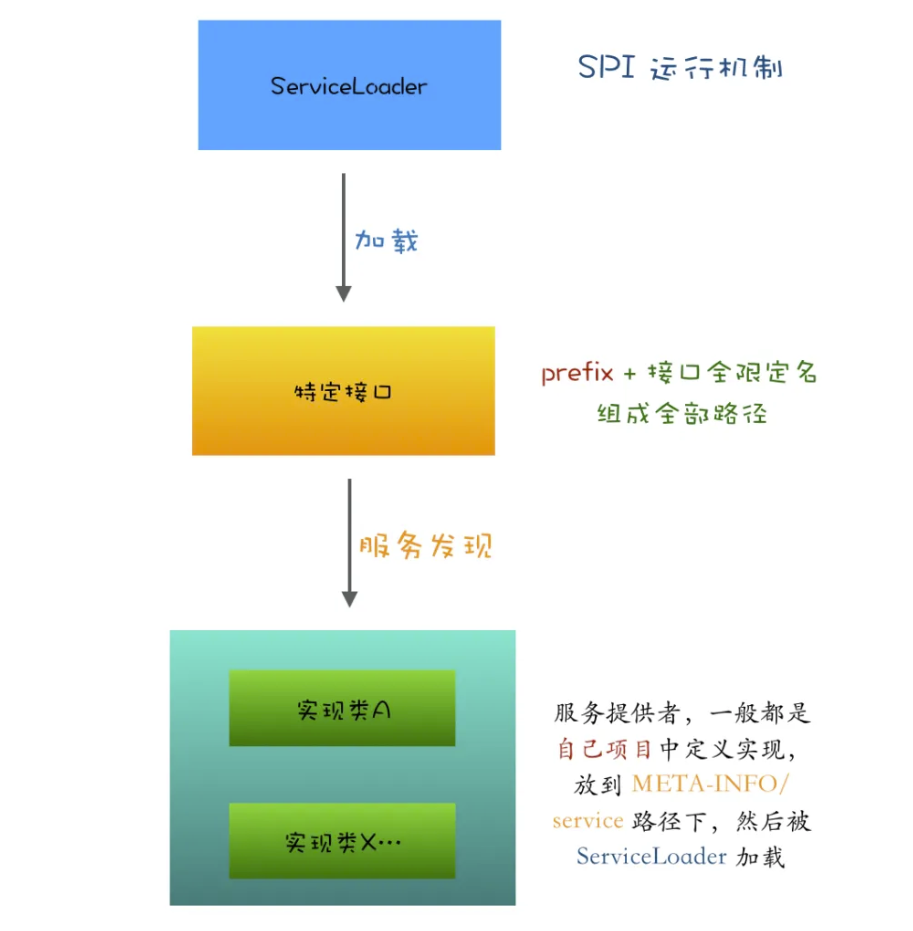 ServiceLoader
SPI 运行机制
加载
特定接口
prefix + 接口全限定名
组成全部路径
服务发现
实现类A
实现类X…
服务提供者，一般都是
自己项目中定义实现，
放到 META-INFO/
service 路径下，然后被
ServiceLoader 加载